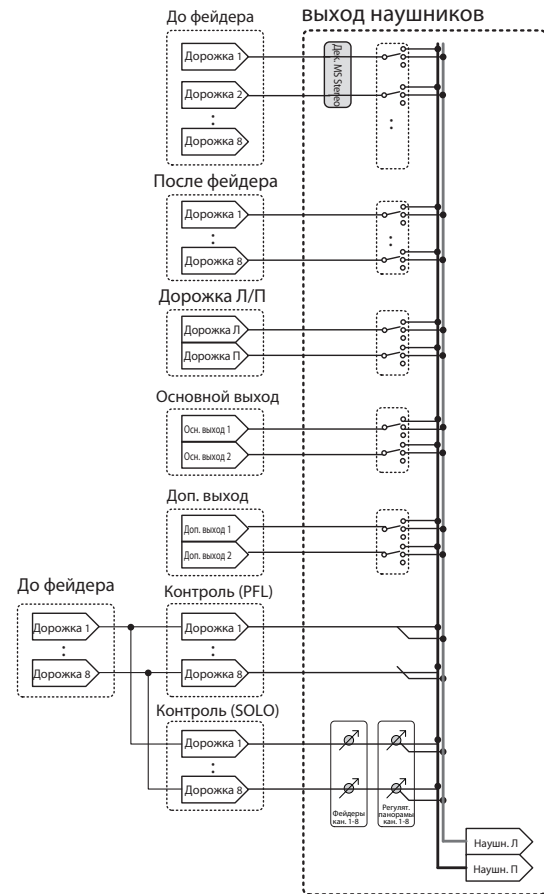 До фейдера
выход наушников
Дорожка 1
Дорожка 2
:
Дорожка 8
Дек. MS Stereo
:
После фейдера
Дорожка 1
:
Дорожка 8
:
Дорожка Л/П
Дорожка Л
Дорожка П
Основной выход
Осн. выход 1
Осн. выход 2
Доп. выход
Доп. выход 1
Доп. выход 2
До фейдера
Дорожка 1
:
Дорожка 8
Контроль (PFL)
Дорожка 1
:
Дорожка 8
Контроль (SOLO)
Дорожка 1
:
Дорожка 8
Фейдеры
кан. 1-8
Регулят.
панорамы
кан. 1-8
Наушн. Л
Наушн. П